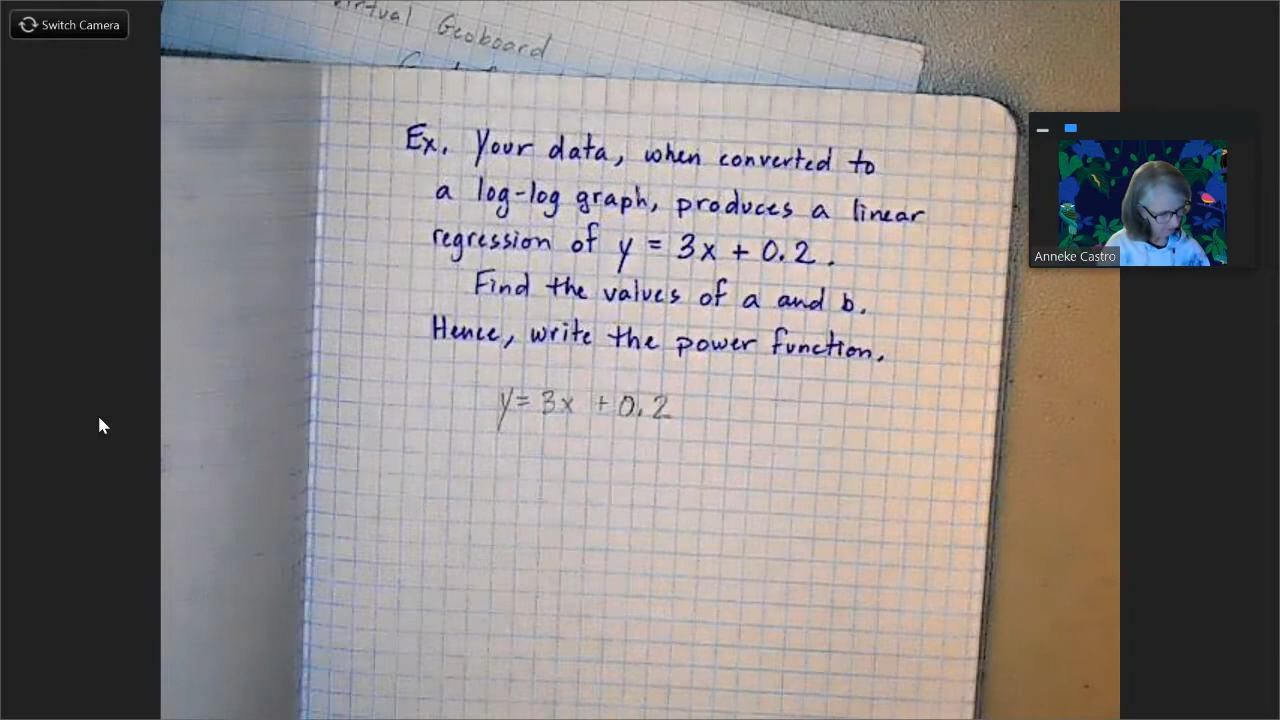 Switch Camera
Virtual Geoboard
Ex. Your data, when converted to
a log-log graph, produces a linear
regression of y = 3x + 0.2.
Find the values of a and b.
Hence, write the power function.
y = 3x + 0.2
Anneke Castro